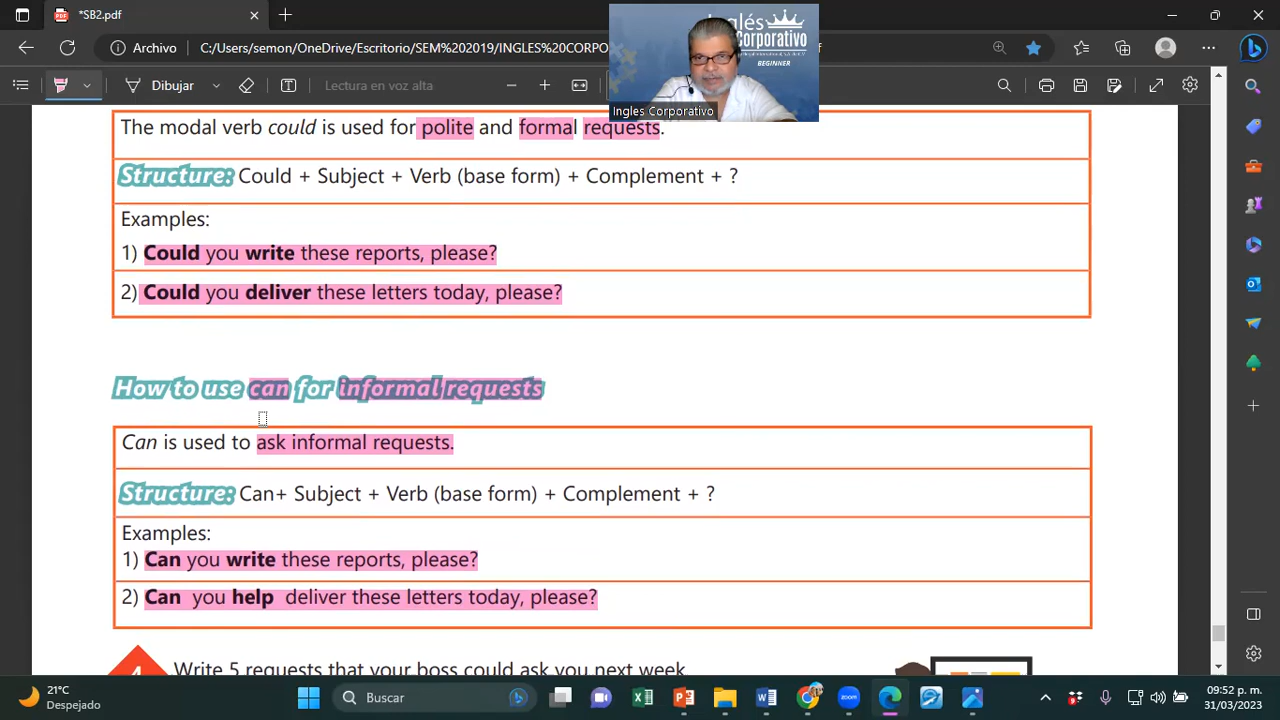 *SB2.pdf
Archivo
C:/Users/semon/OneDrive/Escritorio/SEM%202019/INGLES%20CORPO
Inglés
Corporativo
BEGINNER
Ingles Corporativo
Dibujar
Lectura en voz alta
The modal verb could is used for polite and formal requests.
Structure: Could + Subject + Verb (base form) + Complement + ?
Examples:
1) Could you write these reports, please?
2) Could you deliver these letters today, please?
How to use can for informal requests
Can is used to ask informal requests.
Structure: Can+ Subject + Verb (base form) + Complement + ?
Examples:
1) Can you write these reports, please?
2) Can you help deliver these letters today, please?
Write 5 requests that your boss could ask you next week
21°C
Despejado
Buscar
09:52 p. m.
31/03/2023